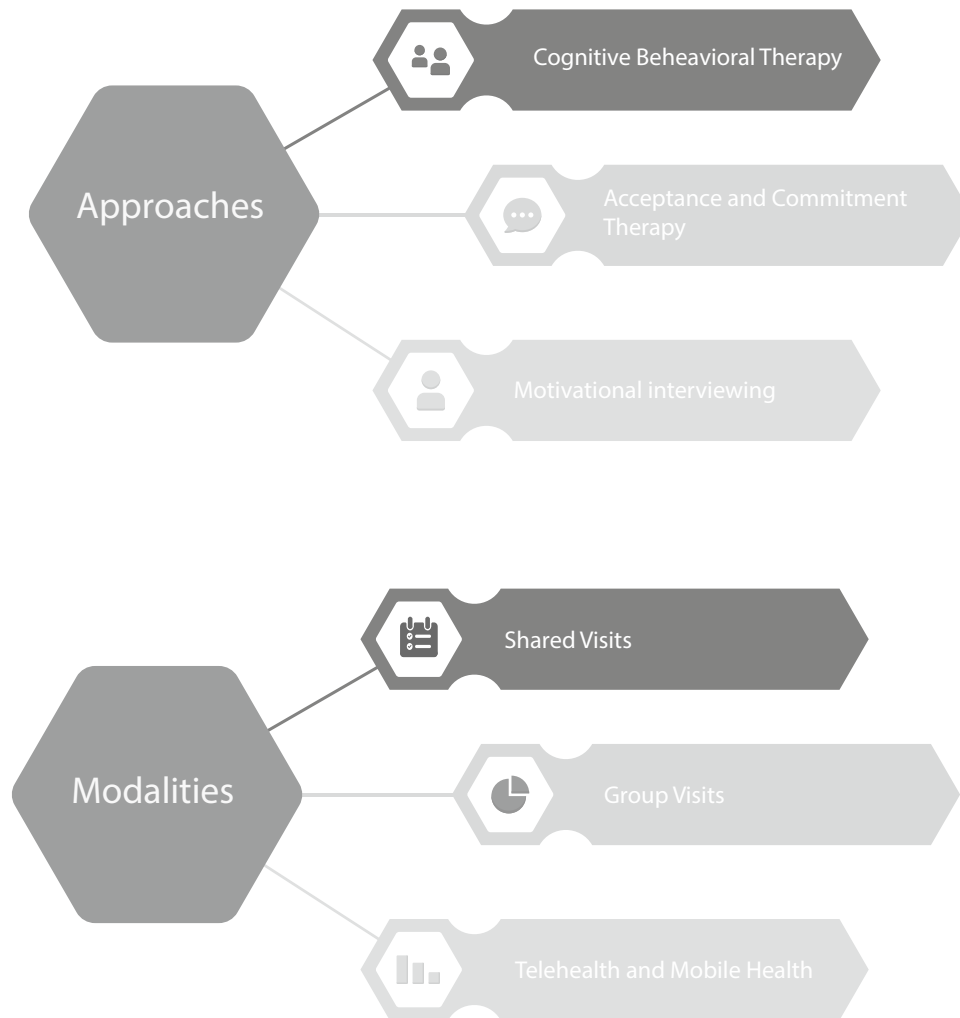 Cognitive Beheavioral Therapy
Approaches
Acceptance and Commitment
Therapy
Motivational interviewing
Shared Visits
Modalities
Group Visits
Telehealth and Mobile Health